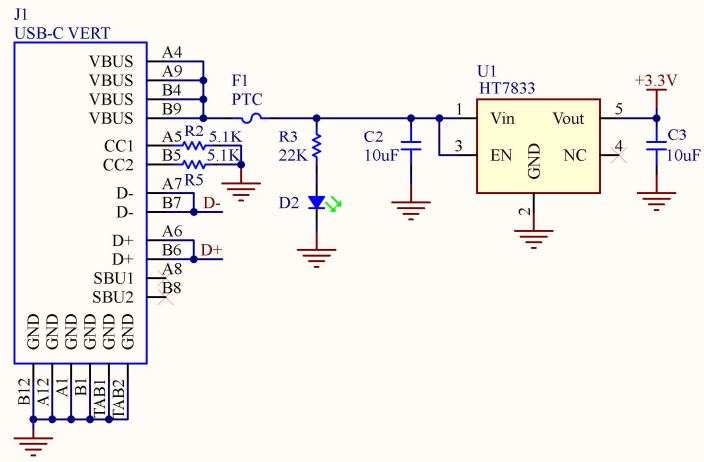 J1
USB-C VERT
VBUS A4
VBUS A9
VBUS B4
VBUS B9
CC1 A5 R2 5.1K
CC2 B5 5.1K
R5
D- A7
D- B7 D-
D+ A6
D+ B6 D+
SBU1 A8
SBU2 B8
GND GND GND GND GND GND
B12 A12 A1 B1 TAB1 TAB2
F1
PTC
R3
22K
D2
C2
10uF
U1
HT7833
1 Vin Vout 5
3 EN NC 4
GND
2
+3.3V
C3
10uF